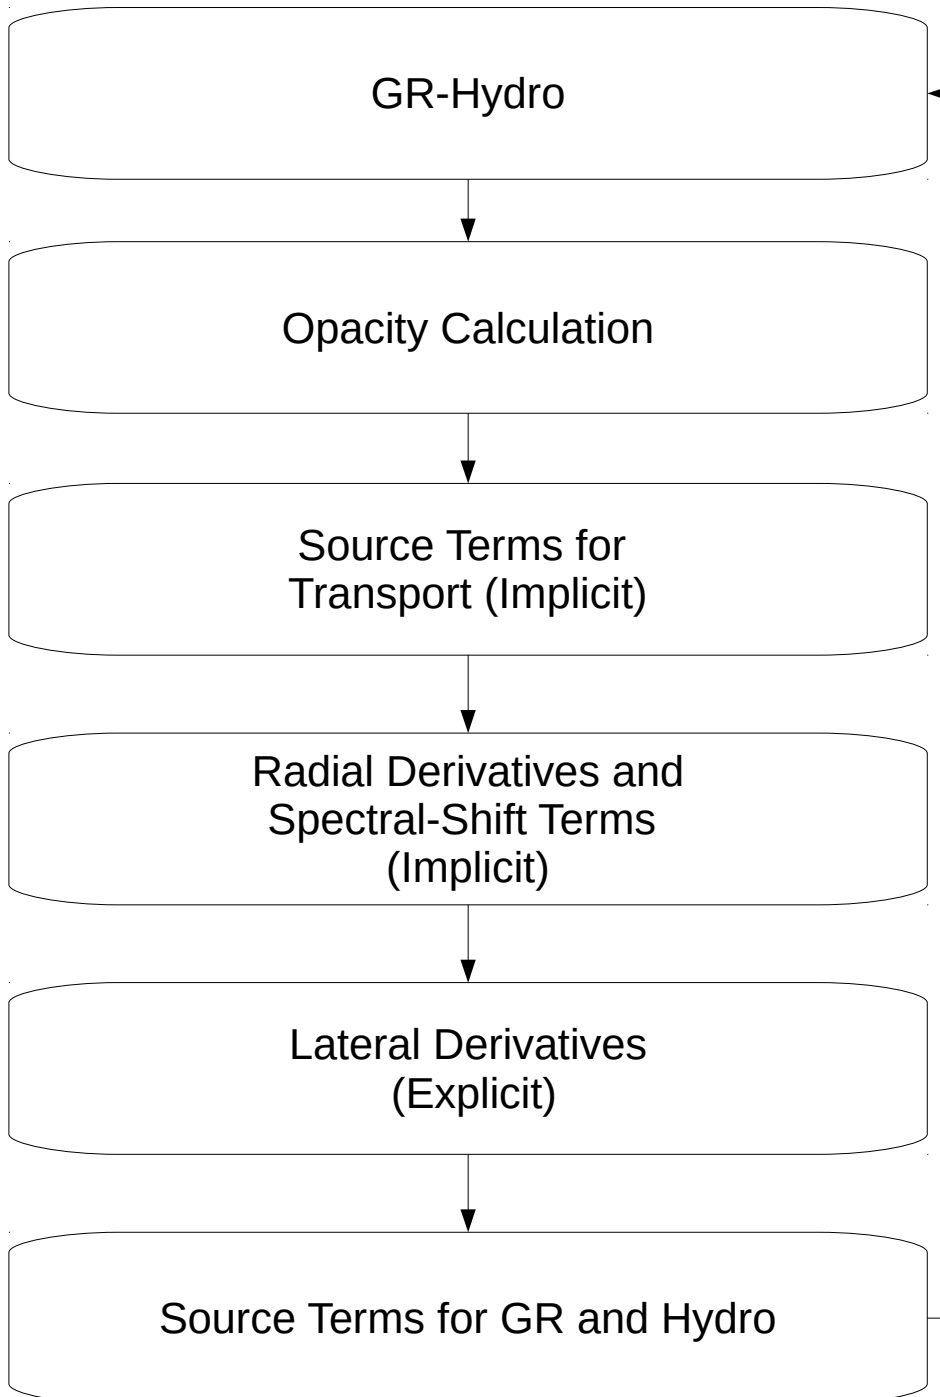 GR-Hydro
Opacity Calculation
Source Terms for
Transport (Implicit)
Radial Derivatives and
Spectral-Shift Terms
(Implicit)
Lateral Derivatives
(Explicit)
Source Terms for GR and Hydro